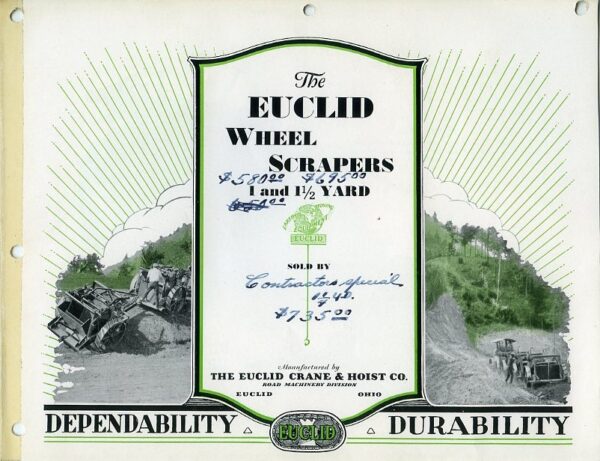 The
EUCLID
WHEEL
SCRAPERS
$580.00 $695.00
1 and 1½ YARD
EUCLID
SOLD BY
Contractors special
$735.00
Manufactured by
THE EUCLID CRANE & HOIST CO.
ROAD MACHINERY DIVISION
EUCLID OHIO
DEPENDABILITY DURABILITY
EUCLID